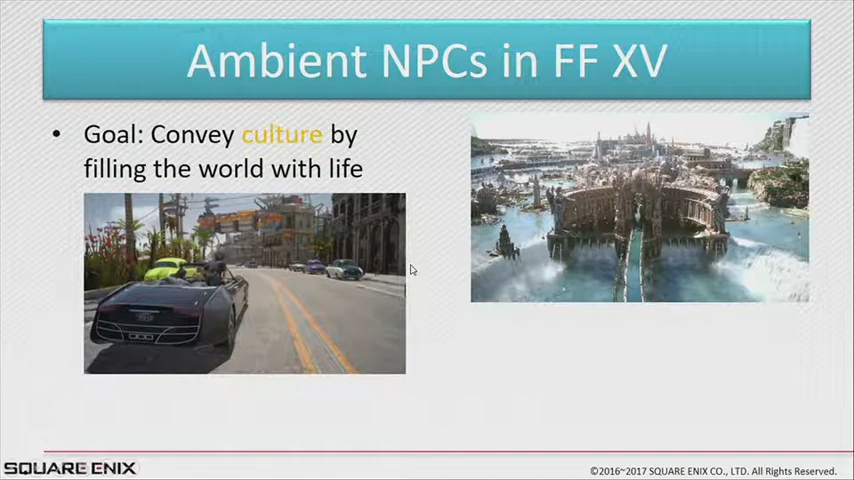 Ambient NPCs in FF XV
• Goal: Convey culture by
filling the world with life
SQUARE ENIX
©2016~2017 SQUARE ENIX CO., LTD. All Rights Reserved.